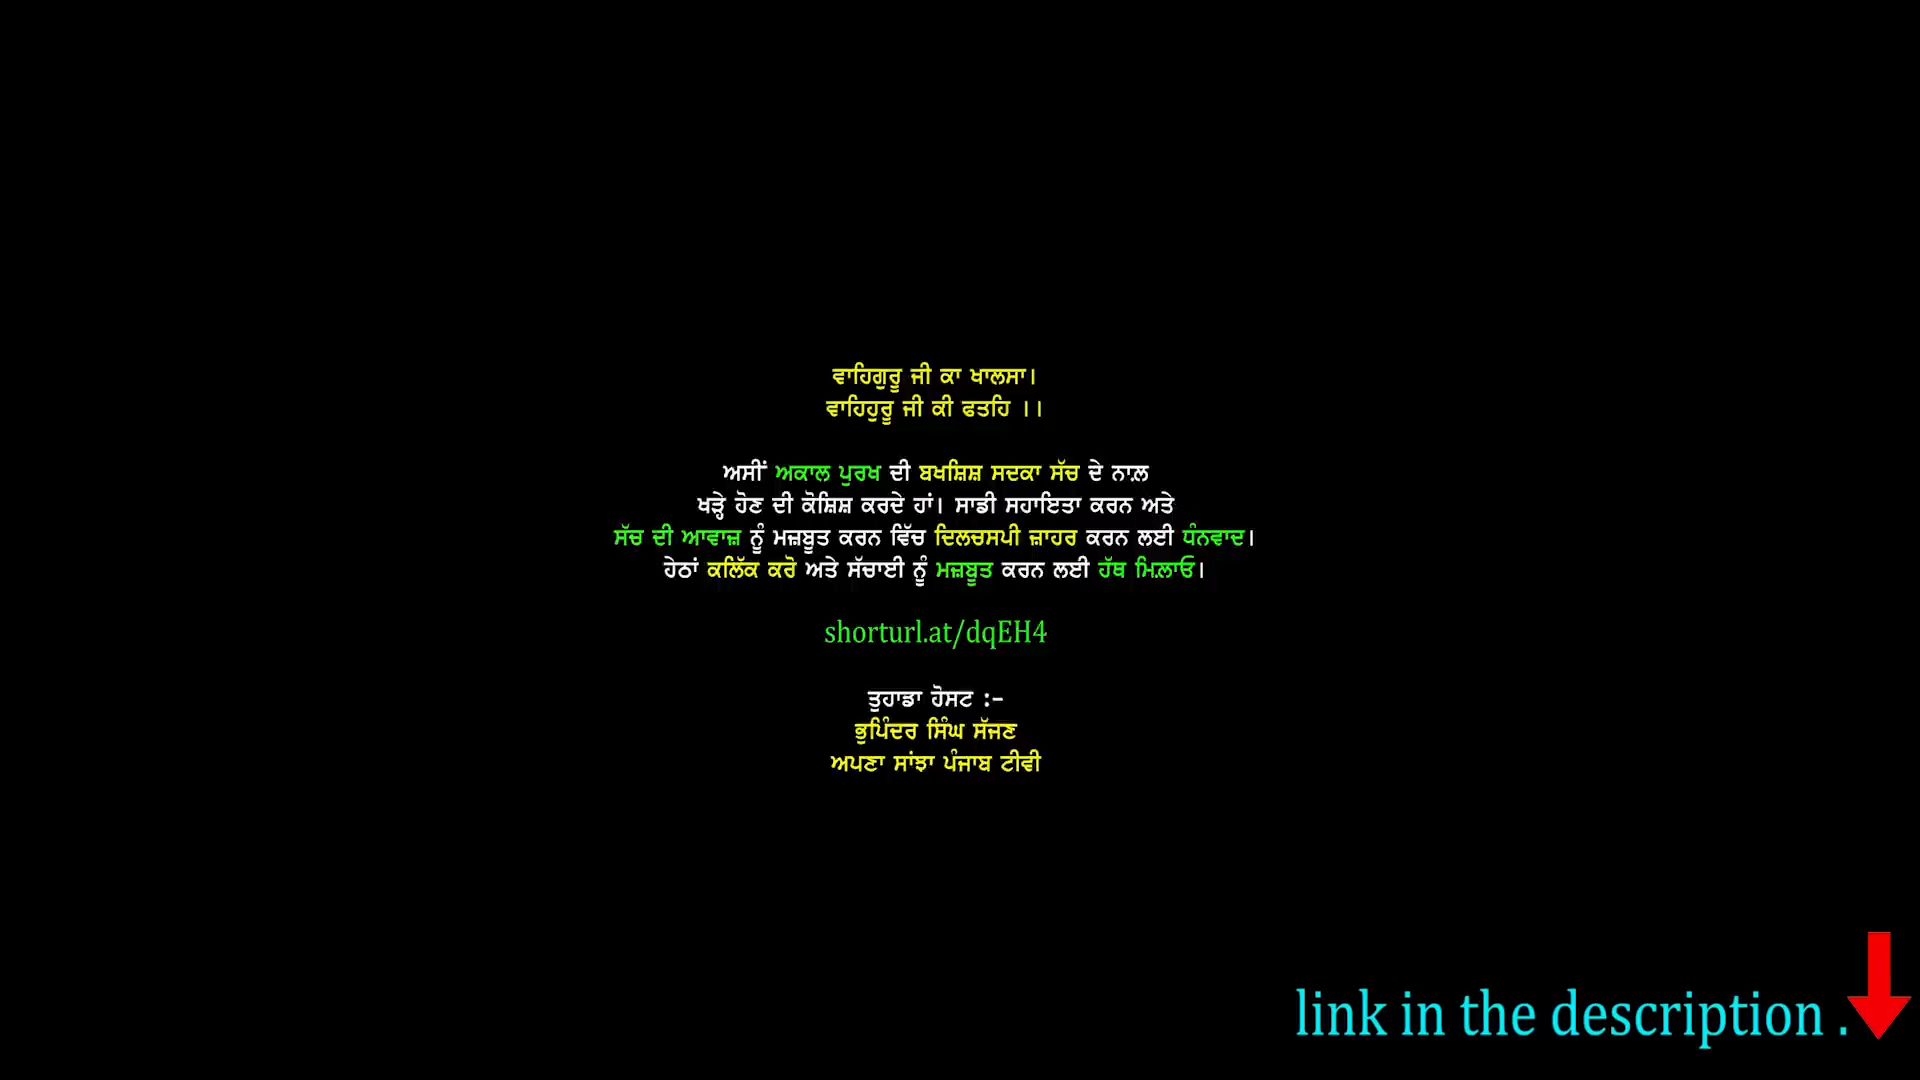 ਵਾਹਿਗੁਰੂ ਜੀ ਕਾ ਖਾਲਸਾ।
ਵਾਹਿਹੁਰੂ ਜੀ ਕੀ ਫਤਹਿ ।।
ਅਸੀਂ ਅਕਾਲ ਪੁਰਖ ਦੀ ਬਖਸ਼ਿਸ਼ ਸਦਕਾ ਸੱਚ ਦੇ ਨਾਲ਼
ਖੜ੍ਹੇ ਹੋਣ ਦੀ ਕੋਸ਼ਿਸ਼ ਕਰਦੇ ਹਾਂ। ਸਾਡੀ ਸਹਾਇਤਾ ਕਰਨ ਅਤੇ
ਸੱਚ ਦੀ ਆਵਾਜ਼ ਨੂੰ ਮਜ਼ਬੂਤ ਕਰਨ ਵਿੱਚ ਦਿਲਚਸਪੀ ਜ਼ਾਹਰ ਕਰਨ ਲਈ ਧੰਨਵਾਦ।
ਹੇਠਾਂ ਕਲਿੱਕ ਕਰੋ ਅਤੇ ਸੱਚਾਈ ਨੂੰ ਮਜ਼ਬੂਤ ਕਰਨ ਲਈ ਹੱਥ ਮਿਲਾਓ।
shorturl.at/dqEH4
ਤੁਹਾਡਾ ਹੋਸਟ :-
ਭੁਪਿੰਦਰ ਸਿੰਘ ਸੱਜਣ
ਅਪਣਾ ਸਾਂਝਾ ਪੰਜਾਬ ਟੀਵੀ
link in the description .